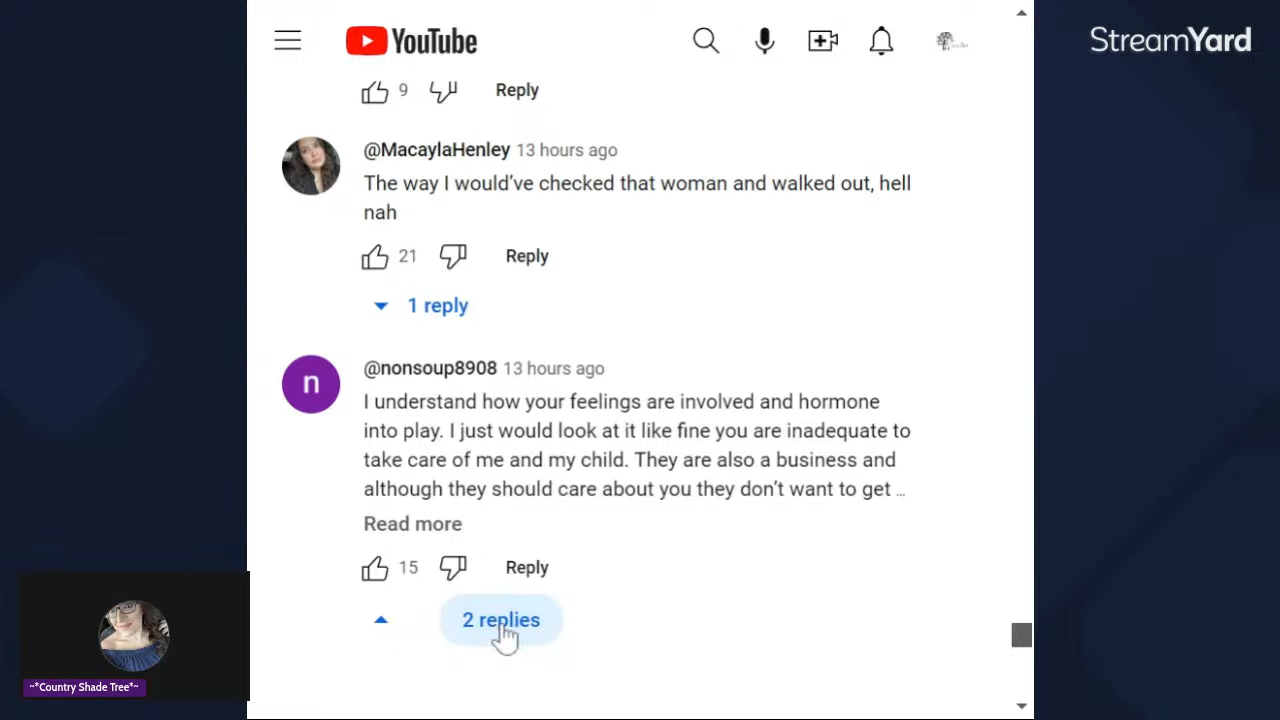 YouTube
StreamYard
9 Reply
@MacaylaHenley 13 hours ago
The way I would’ve checked that woman and walked out, hell
nah
21 Reply
1 reply
n
@nonsoup8908 13 hours ago
I understand how your feelings are involved and hormone
into play. I just would look at it like fine you are inadequate to
take care of me and my child. They are also a business and
although they should care about you they don’t want to get ...
Read more
15 Reply
2 replies
~*Country Shade Tree*~